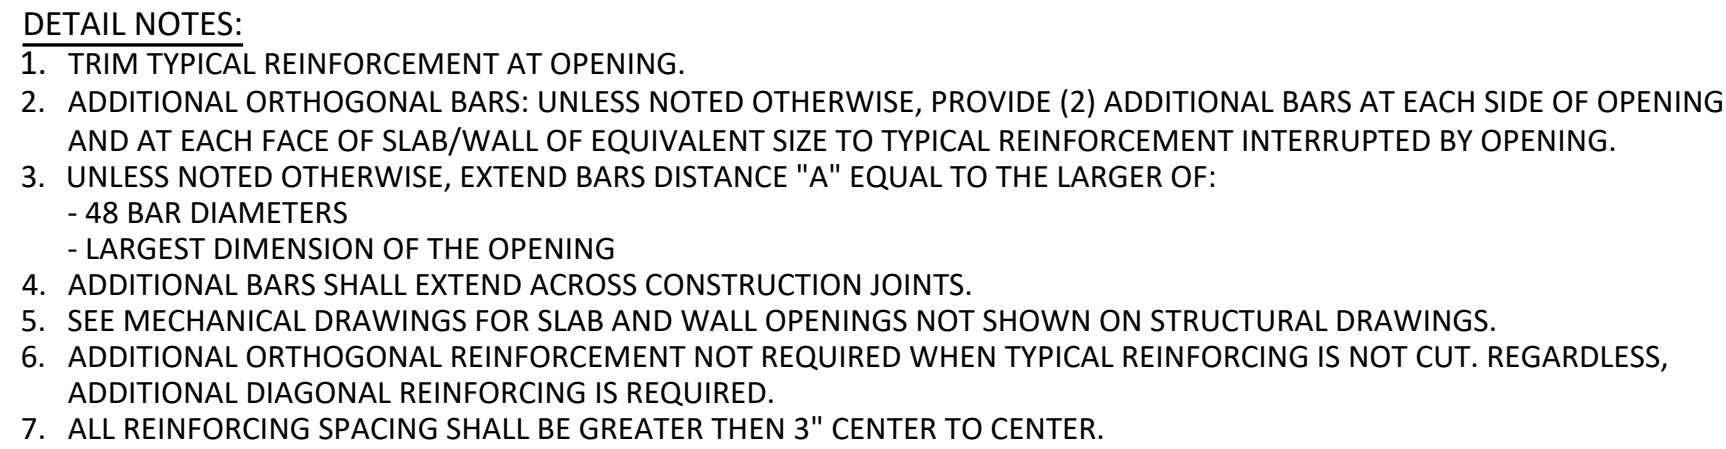 DETAIL NOTES:
1. TRIM TYPICAL REINFORCEMENT AT OPENING.
2. ADDITIONAL ORTHOGONAL BARS: UNLESS NOTED OTHERWISE, PROVIDE (2) ADDITIONAL BARS AT EACH SIDE OF OPENING
AND AT EACH FACE OF SLAB/WALL OF EQUIVALENT SIZE TO TYPICAL REINFORCEMENT INTERRUPTED BY OPENING.
3. UNLESS NOTED OTHERWISE, EXTEND BARS DISTANCE "A" EQUAL TO THE LARGER OF:
- 48 BAR DIAMETERS
- LARGEST DIMENSION OF THE OPENING
4. ADDITIONAL BARS SHALL EXTEND ACROSS CONSTRUCTION JOINTS.
5. SEE MECHANICAL DRAWINGS FOR SLAB AND WALL OPENINGS NOT SHOWN ON STRUCTURAL DRAWINGS.
6. ADDITIONAL ORTHOGONAL REINFORCEMENT NOT REQUIRED WHEN TYPICAL REINFORCING IS NOT CUT. REGARDLESS,
ADDITIONAL DIAGONAL REINFORCING IS REQUIRED.
7. ALL REINFORCING SPACING SHALL BE GREATER THEN 3" CENTER TO CENTER.